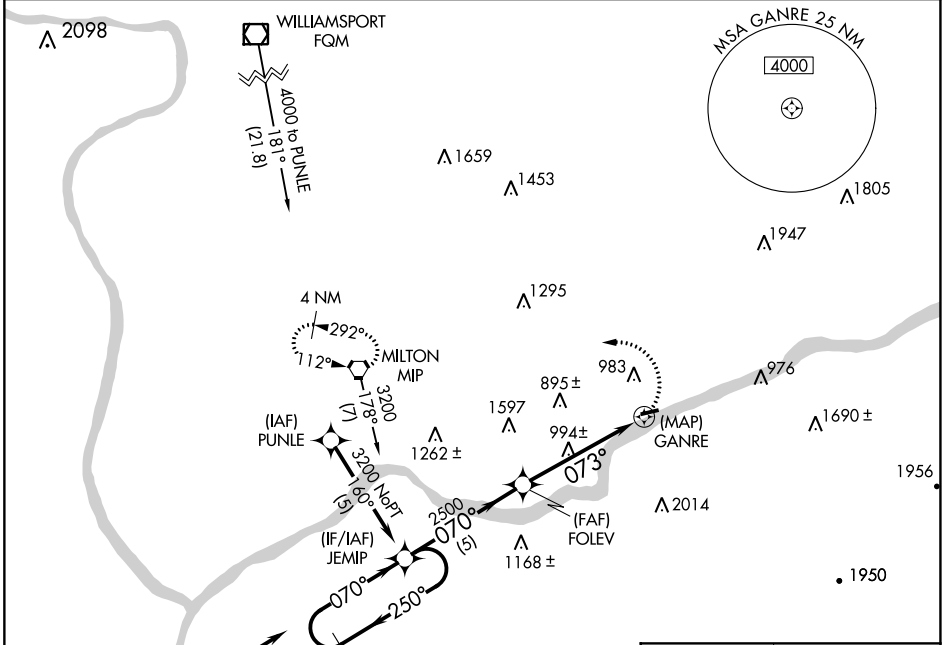 2098
WILLIAMSPORT
FQM
4000 to PUNLE
181°
(21.8)
MSA GANRE 25 NM
4000
1659
1453
1805
1947
1295
4 NM
292°
112°
MILTON
MIP
3200
178°
(7)
983
976
895 ±
1597
994±
1262 ±
1690 ±
(MAP)
GANRE
(IAF)
PUNLE
3200 NoPT
160°
(5)
073°
1956
2500
070°
(5)
(FAF)
FOLEV
2014
(IF/IAF)
JEMIP
1168 ±
1950
070°
250°